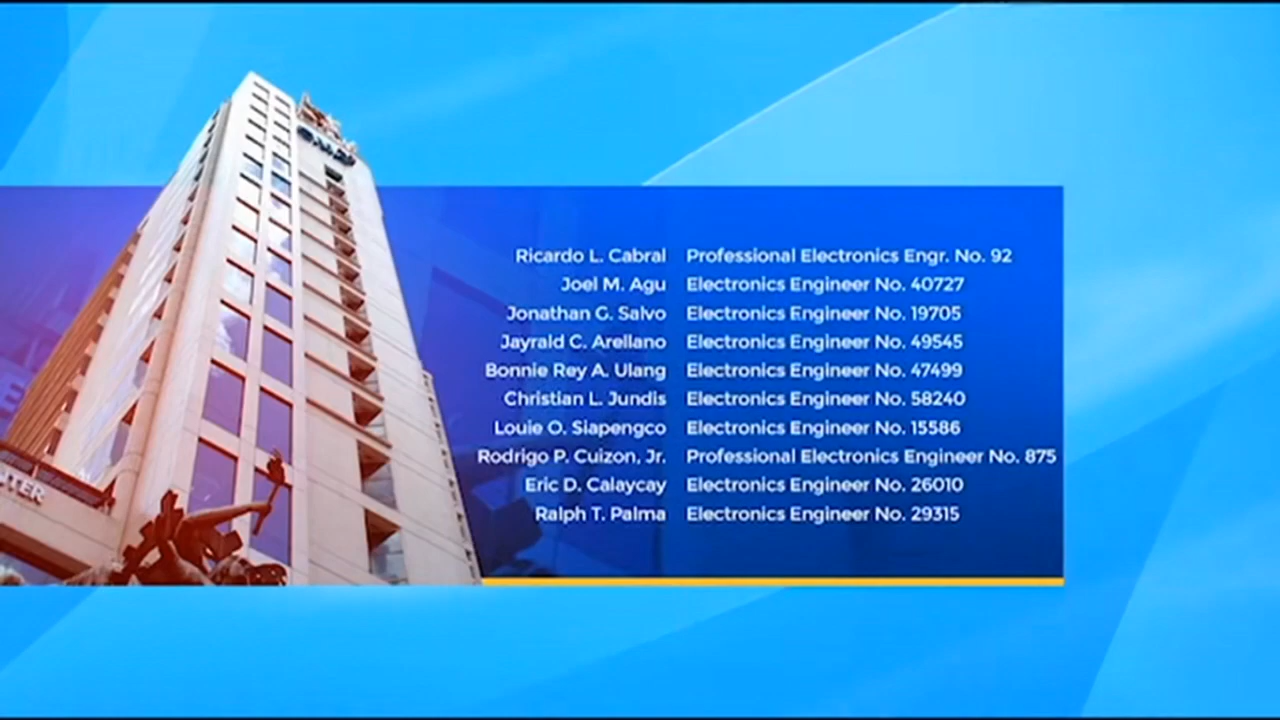 GMA
NTER
Ricardo L. Cabral Professional Electronics Engr. No. 92
Joel M. Agu Electronics Engineer No. 40727
Jonathan G. Salvo Electronics Engineer No. 19705
Jayrald C. Arellano Electronics Engineer No. 49545
Bonnie Rey A. Ulang Electronics Engineer No. 47499
Christian L. Jundis Electronics Engineer No. 58240
Louie O. Siapengco Electronics Engineer No. 15586
Rodrigo P. Cuizon, Jr. Professional Electronics Engineer No. 875
Eric D. Calaycay Electronics Engineer No. 26010
Ralph T. Palma Electronics Engineer No. 29315